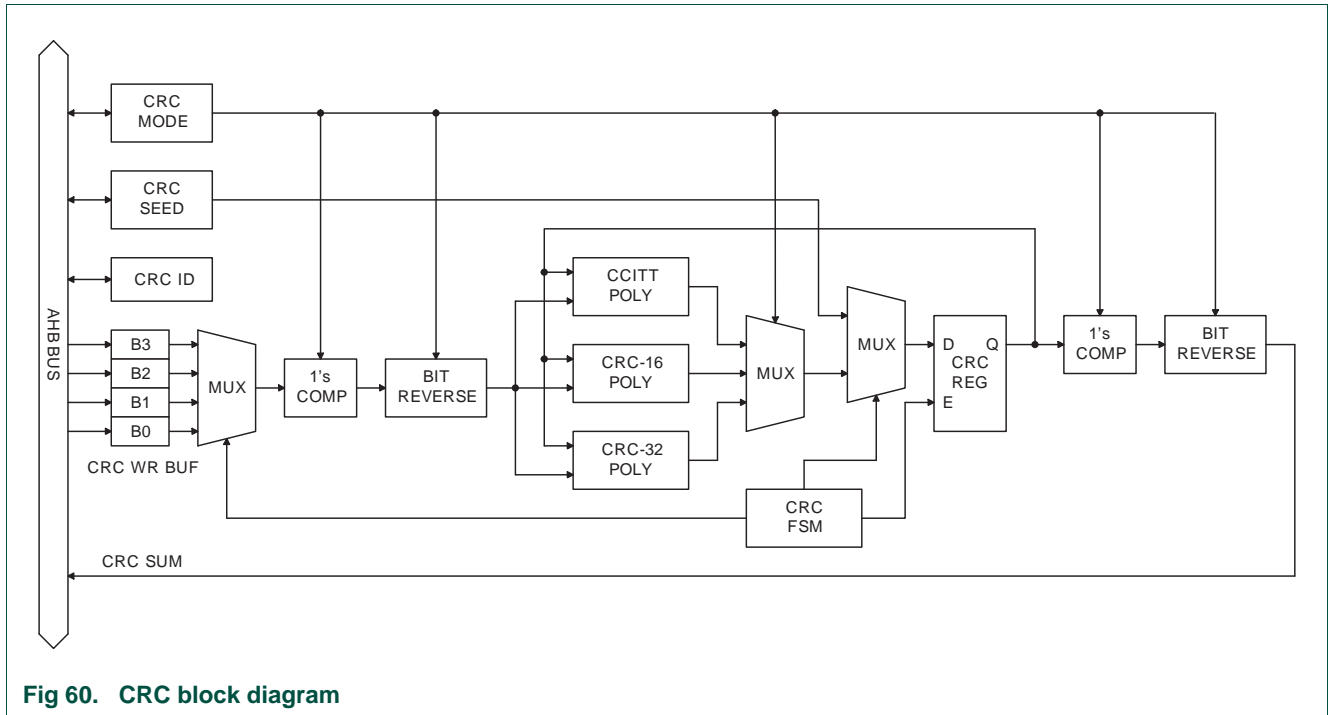 CRC
MODE
CRC
SEED
CRC ID
AHB BUS
B3
B2
B1
B0
CRC WR BUF
MUX
1's
COMP
BIT
REVERSE
CCITT
POLY
CRC-16
POLY
CRC-32
POLY
MUX
MUX
D Q
CRC
REG
E
1's
COMP
BIT
REVERSE
CRC
FSM
CRC SUM
Fig 60. CRC block diagram